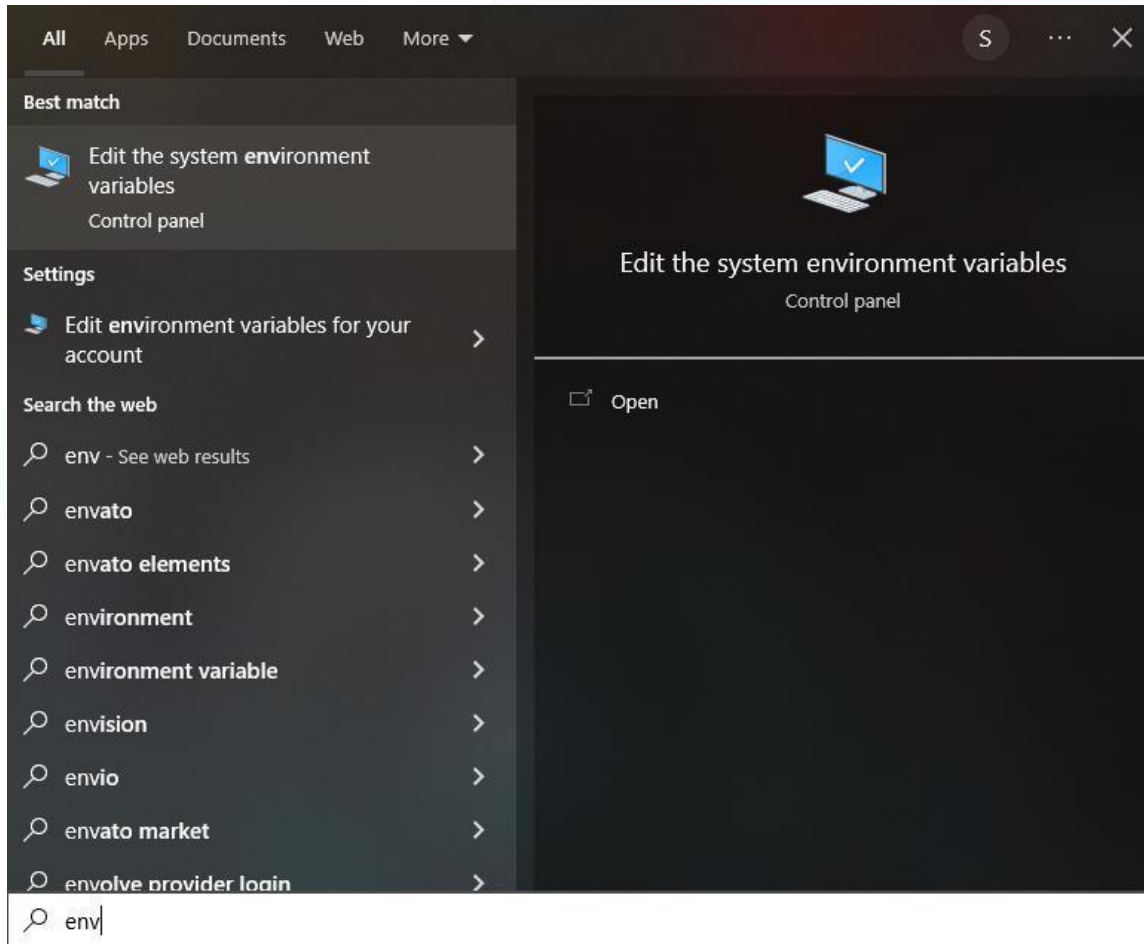 All Apps Documents Web More
S ...
Best match
Edit the system environment
variables
Control panel
Settings
Edit environment variables for your
account
Search the web
env - See web results
envato
envato elements
environment
environment variable
envision
envio
envato market
envolve provider login
env
Edit the system environment variables
Control panel
Open